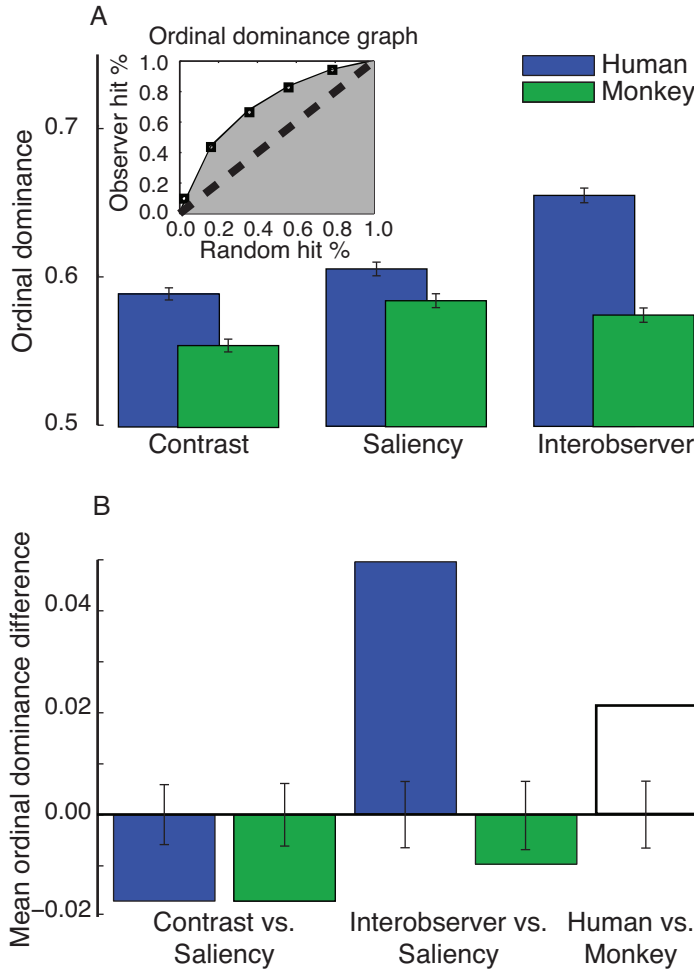 A
Ordinal dominance graph
Human
Monkey
Ordinal dominance
0.7
0.6
0.5
Observer hit %
1.0
0.8
0.6
0.4
0.2
0.0
0.0 0.2 0.4 0.6 0.8 1.0
Random hit %
Contrast Saliency Interobserver
B
Mean ordinal dominance difference
0.04
0.02
0.00
−0.02
Contrast vs. Saliency
Interobserver vs. Saliency
Human vs. Monkey